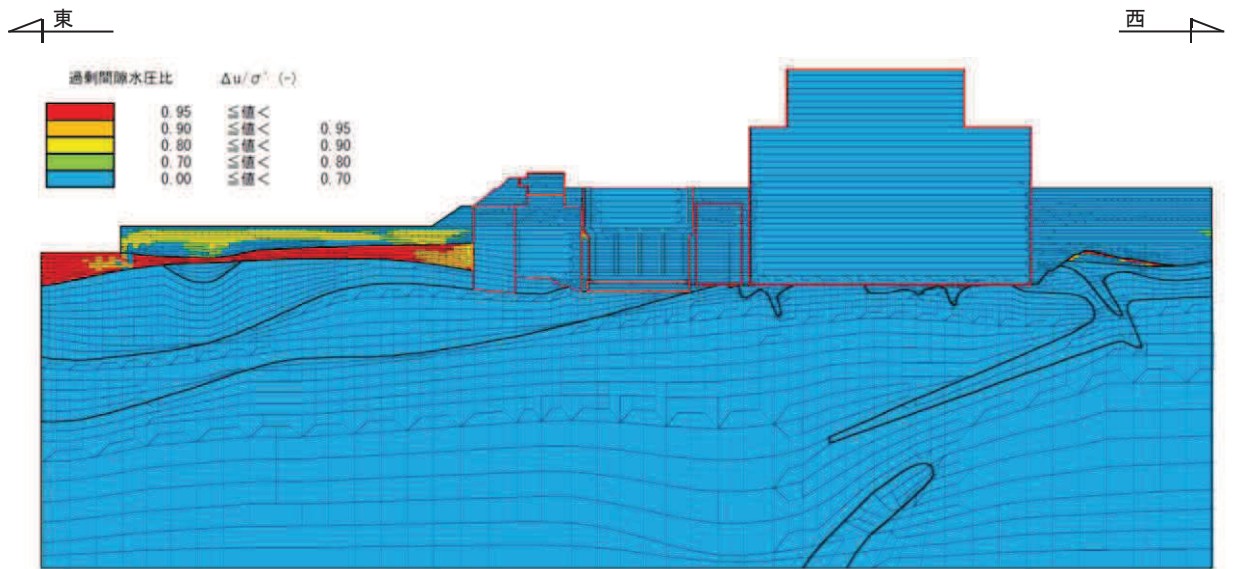 東
西
過剰間隙水圧比 Δu/σ' (-)
0.95 ≦値<
0.90 ≦値< 0.95
0.80 ≦値< 0.90
0.70 ≦値< 0.80
0.00 ≦値< 0.70